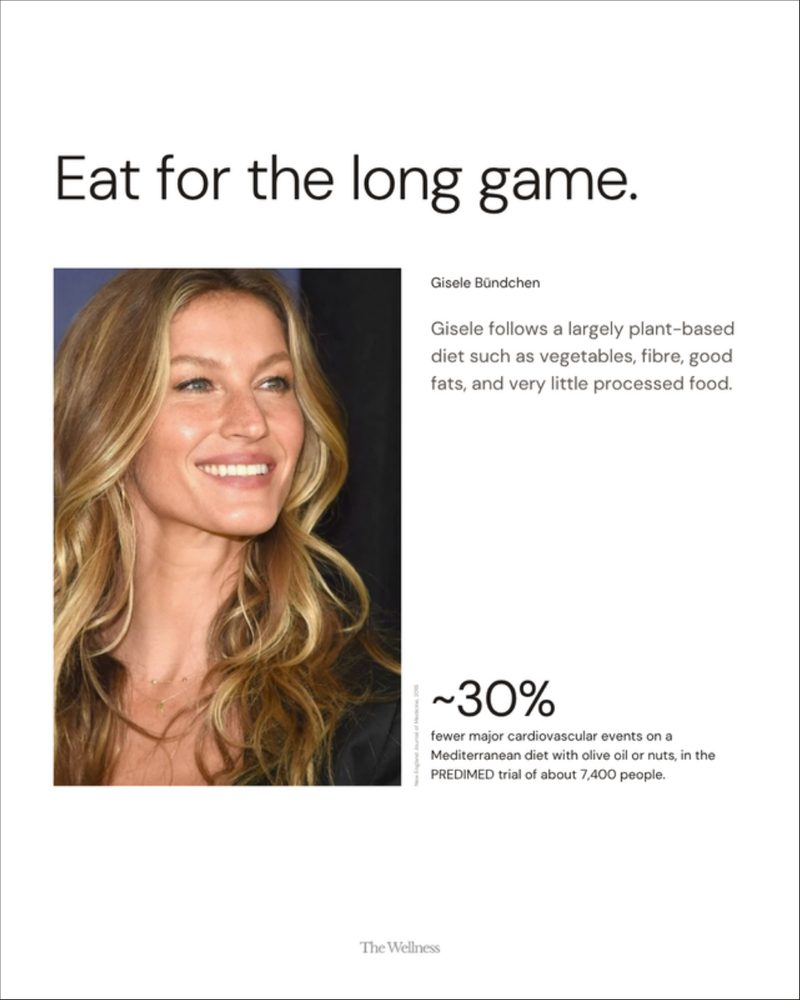 Eat for the long game.
Gisele Bündchen
Gisele follows a largely plant-based
diet such as vegetables, fibre, good
fats, and very little processed food.
New England Journal of Medicine,
~30%
fewer major cardiovascular events on a
Mediterranean diet with olive oil or nuts, in the
PREDIMED trial of about 7,400 people.
The Wellness